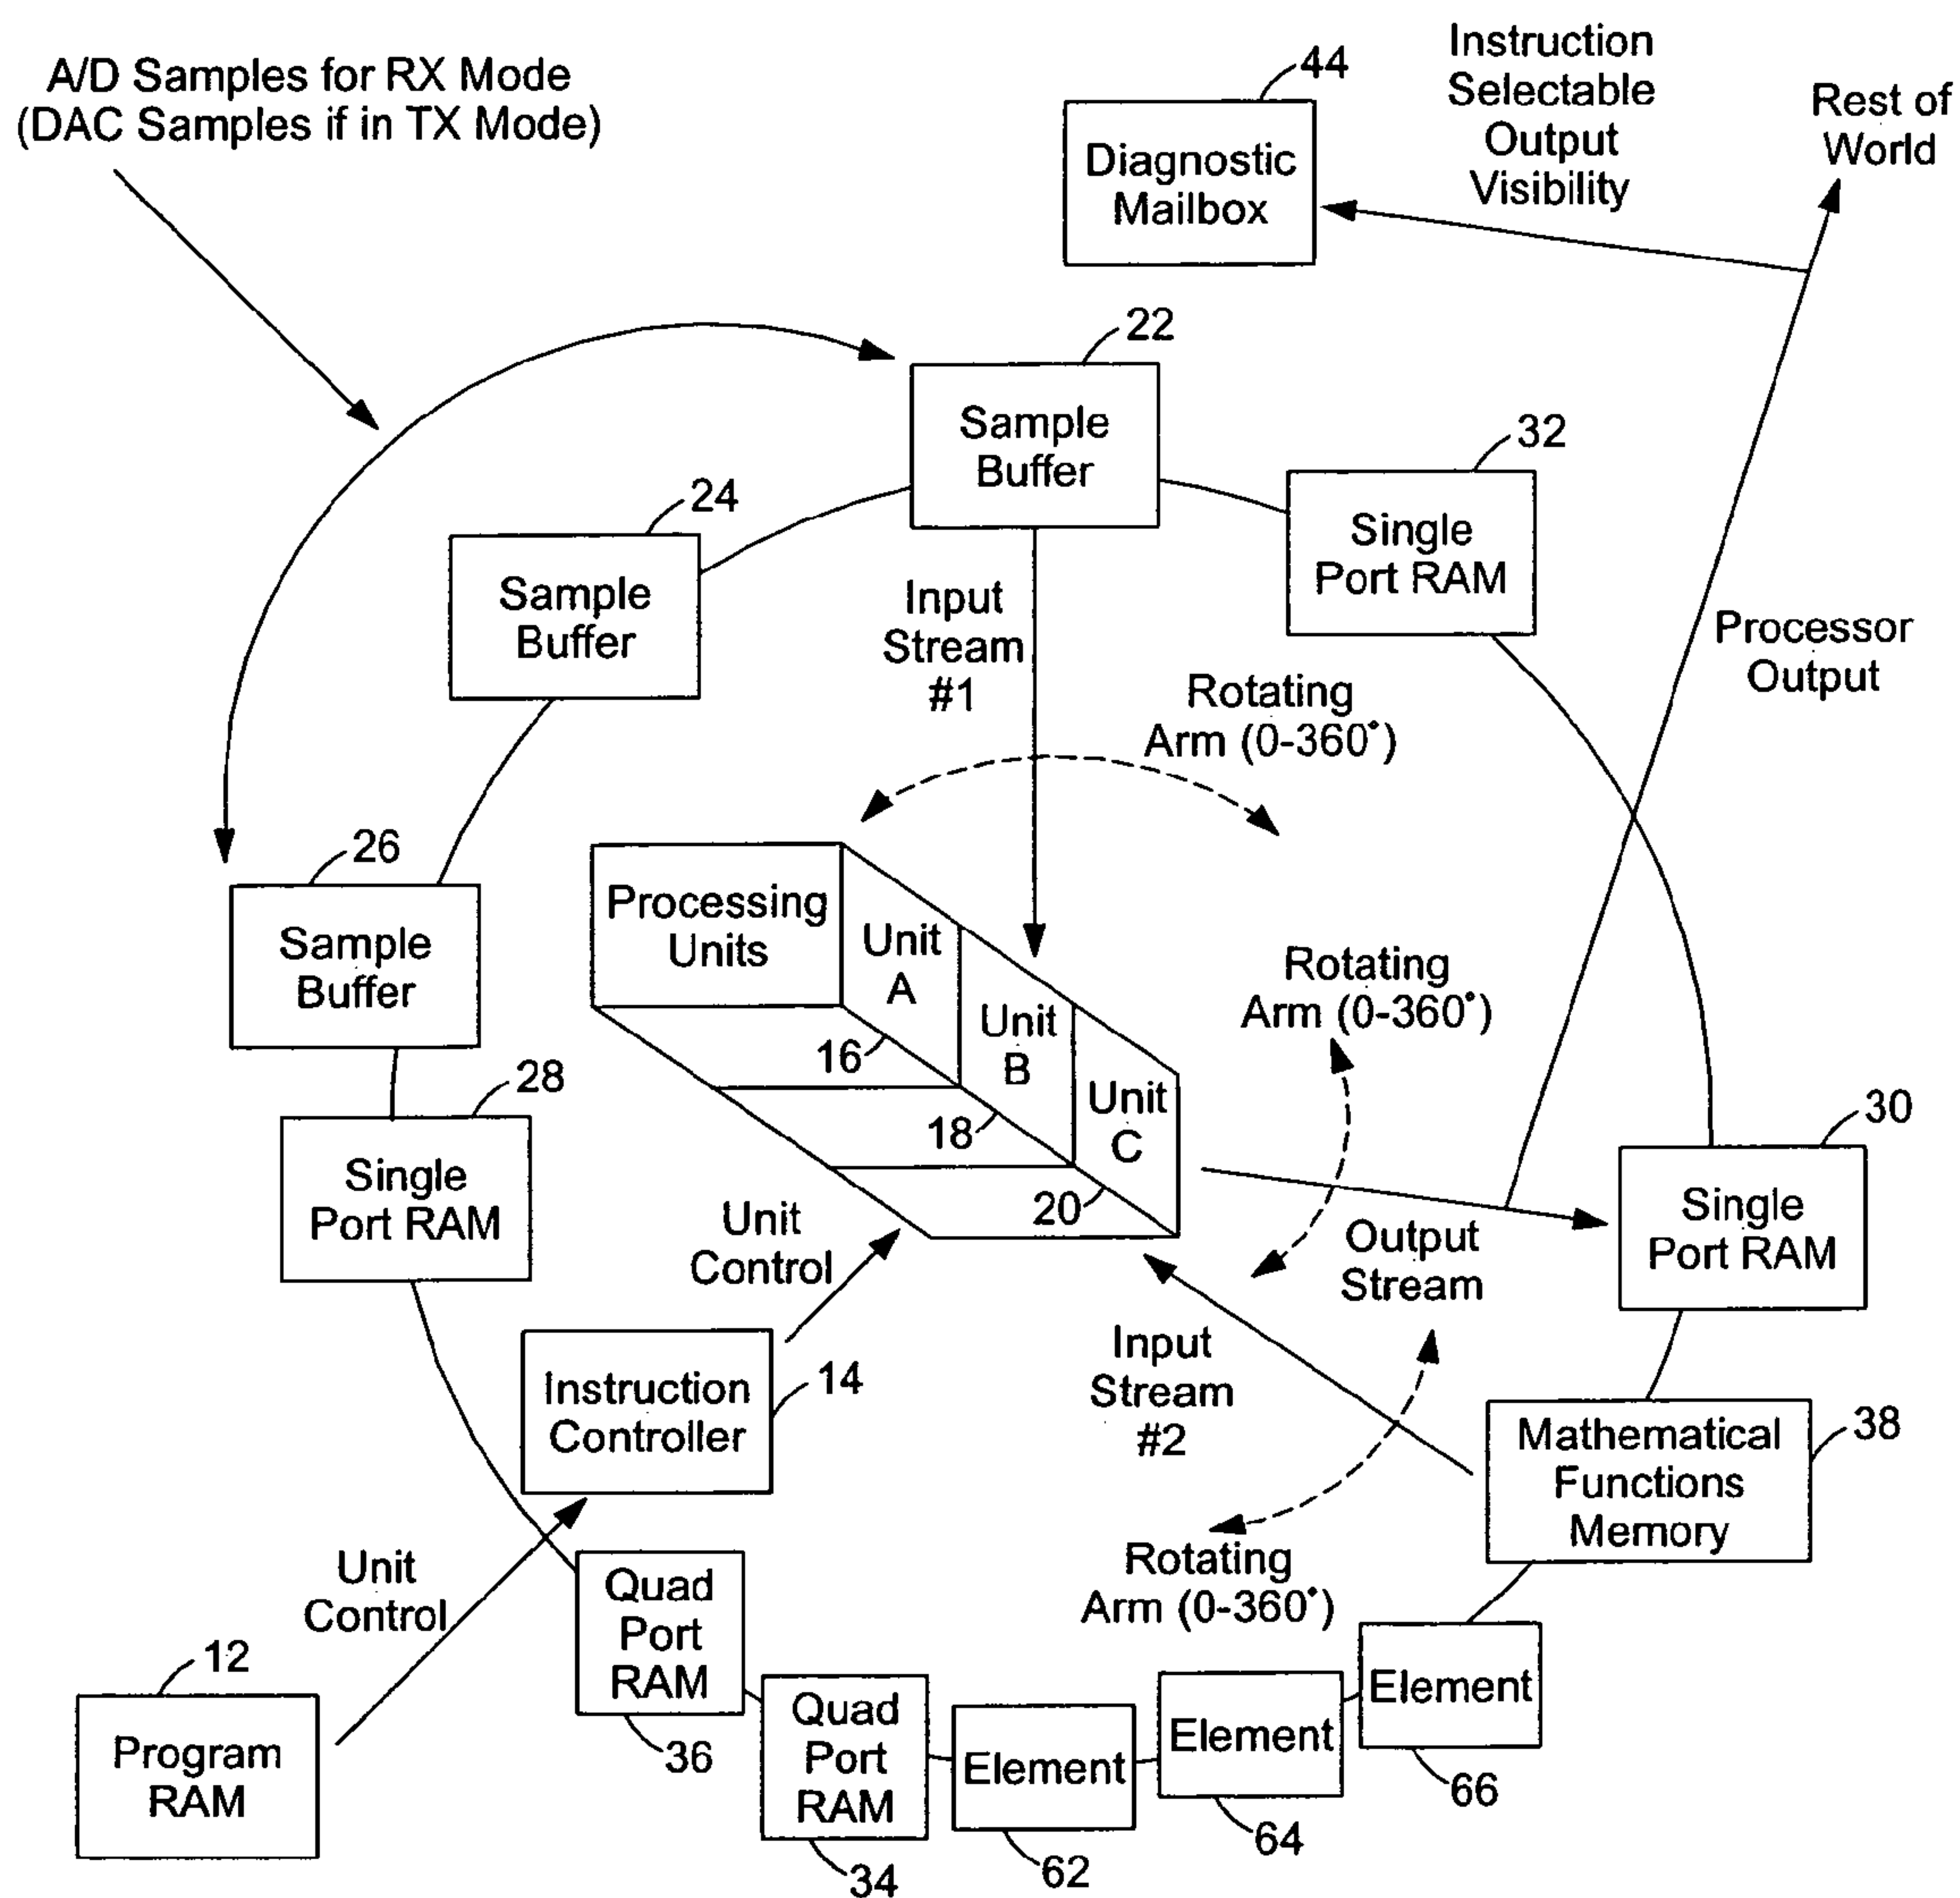 A/D Samples for RX Mode
(DAC Samples if in TX Mode)
44
Diagnostic
Mailbox
Instruction
Selectable
Output
Visibility
Rest of
World
22
Sample
Buffer
32
Single
Port RAM
24
Sample
Buffer
Input
Stream
#1
Processor
Output
Rotating
Arm (0-360°)
26
Sample
Buffer
Processing
Units
Unit
A
Unit
B
Unit
C
16
18
20
Rotating
Arm (0-360°)
28
Single
Port RAM
30
Single
Port RAM
Unit
Control
Output
Stream
Instruction
Controller
14
Input
Stream
#2
Mathematical
Functions
Memory
38
Unit
Control
Rotating
Arm (0-360°)
12
Program
RAM
Quad
Port
RAM
36
Quad
Port
RAM
34
Element
62
Element
64
Element
66